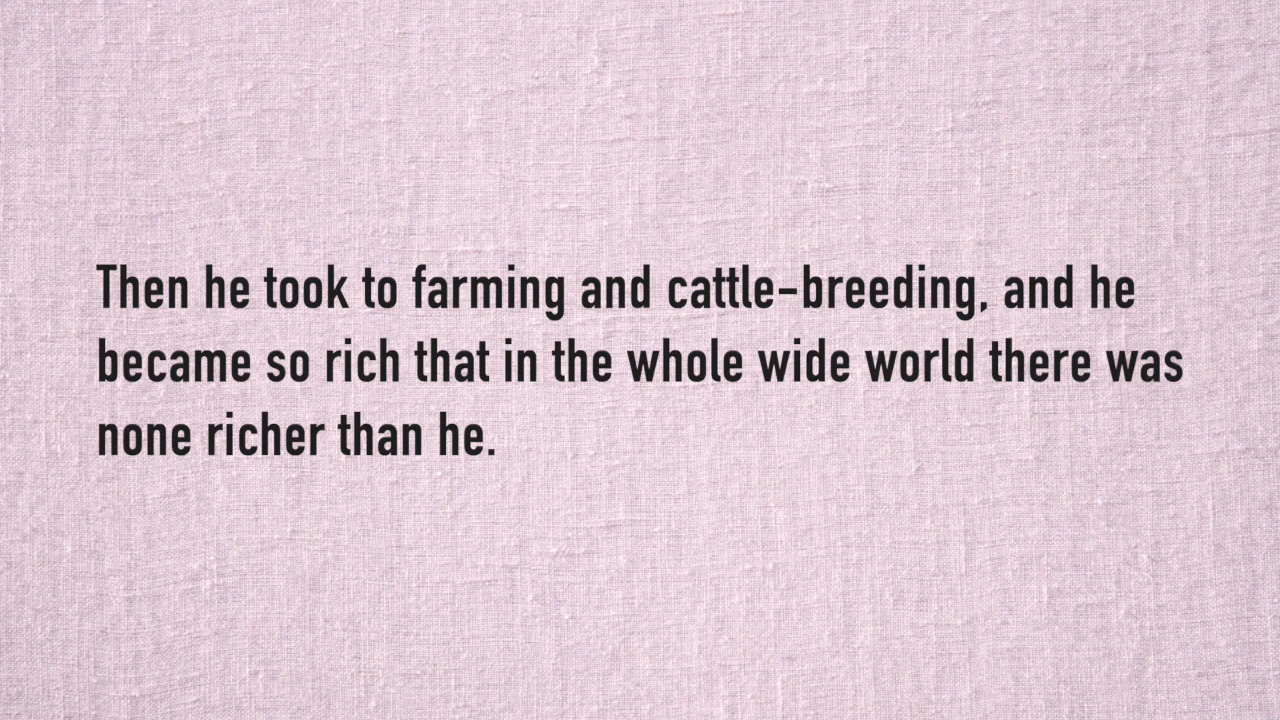 Then he took to farming and cattle-breeding, and he
became so rich that in the whole wide world there was
none richer than he.